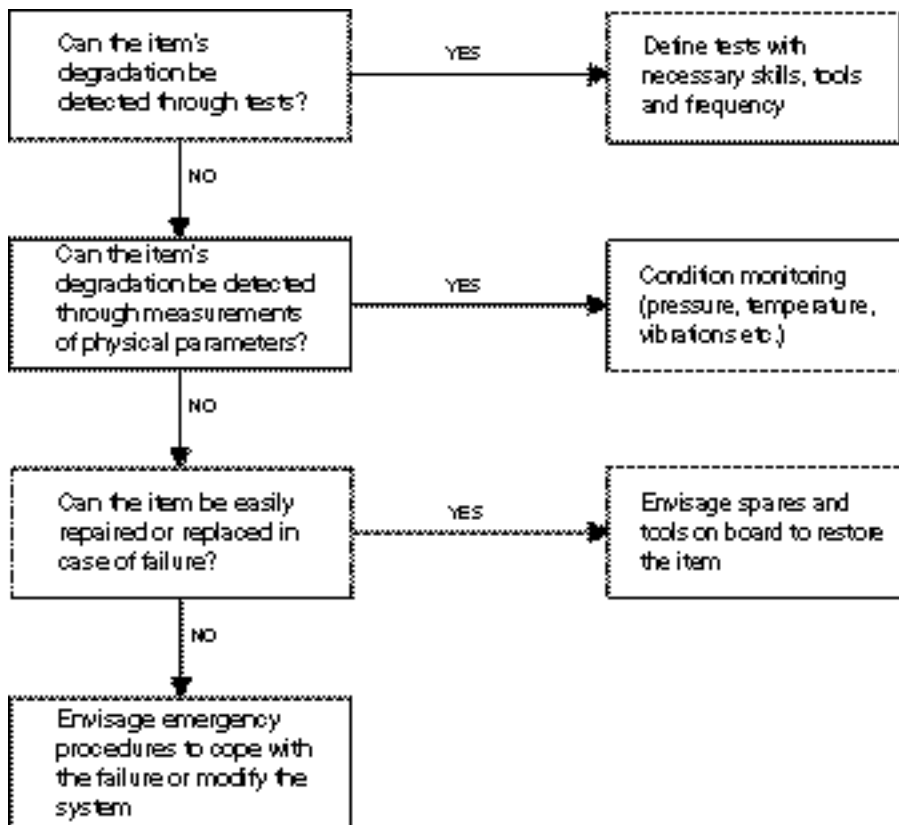 Can the item's
degradation be
detected through tests?
YES
Define tests with
necessary skills, tools
and frequency
NO
Can the item's
degradation be detected
through measurements
of physical parameters?
YES
Condition monitoring
(pressure, temperature,
vibrations etc.)
NO
Can the item be easily
repaired or replaced in
case of failure?
YES
Envisage spares and
tools on board to restore
the item
NO
Envisage emergency
procedures to cope with
the failure or modify the
system